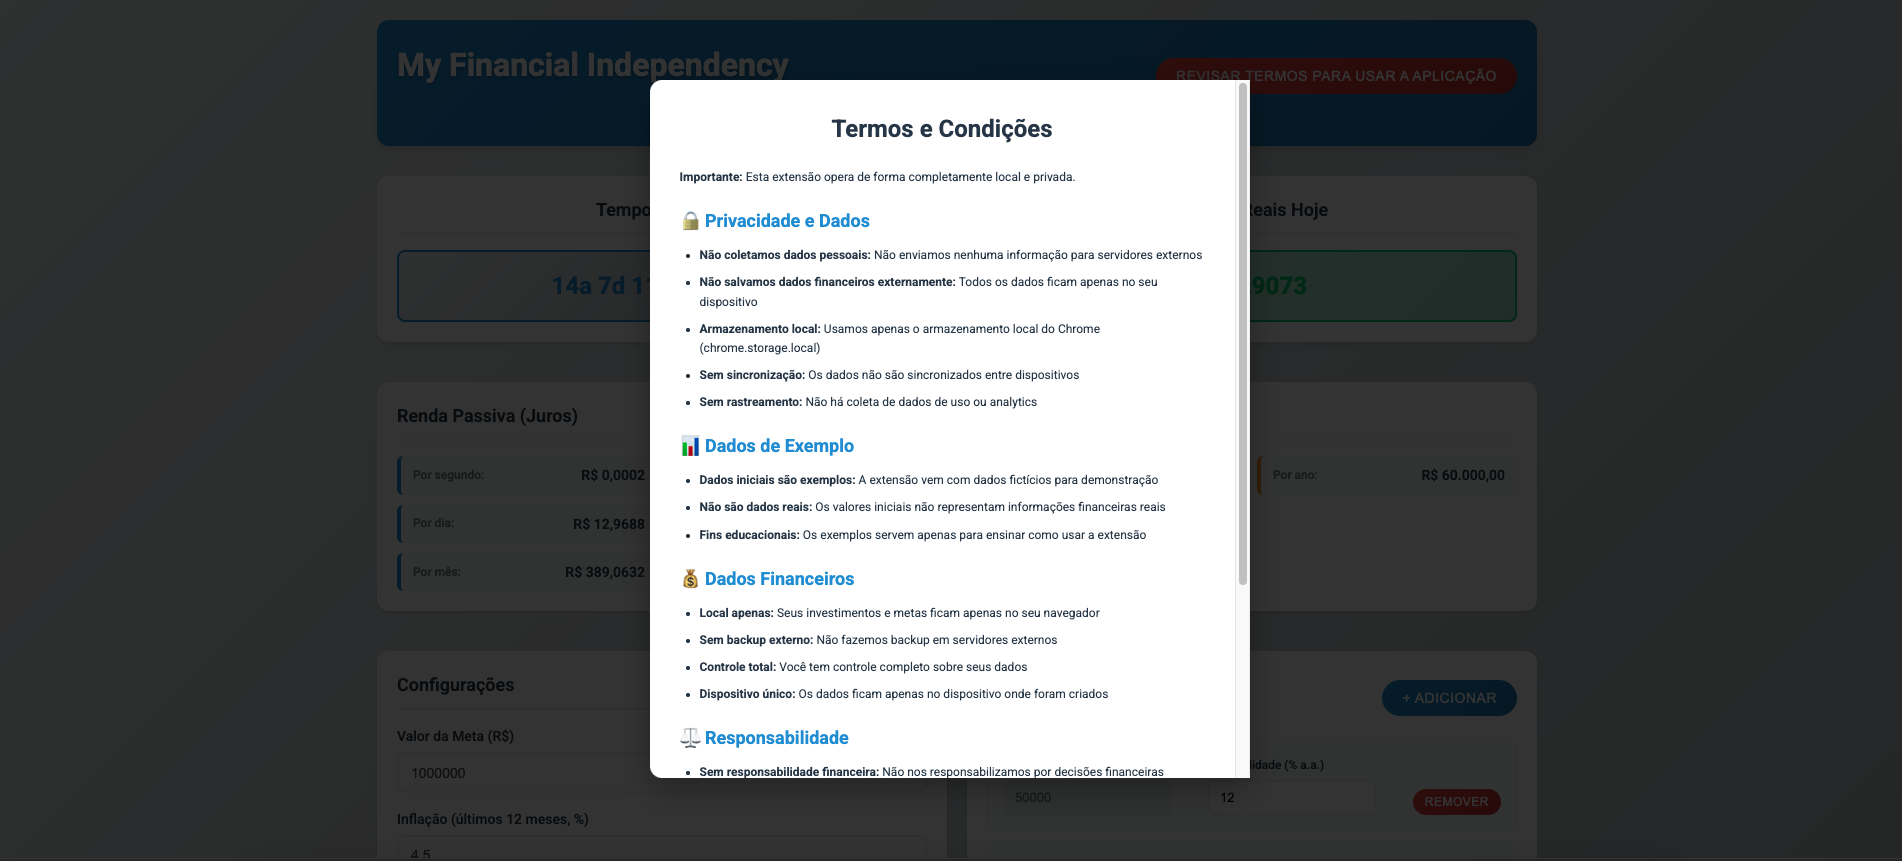 My Financial Independency
REVISAR TERMOS PARA USAR A APLICAÇÃO
Termos e Condições
Importante: Esta extensão opera de forma completamente local e privada.
Privacidade e Dados
Não coletamos dados pessoais: Não enviamos nenhuma informação para servidores externos
Não salvamos dados financeiros externamente: Todos os dados ficam apenas no seu
dispositivo
Armazenamento local: Usamos apenas o armazenamento local do Chrome
(chrome.storage.local)
Sem sincronização: Os dados não são sincronizados entre dispositivos
Sem rastreamento: Não há coleta de dados de uso ou analytics
Dados de Exemplo
Dados iniciais são exemplos: A extensão vem com dados fictícios para demonstração
Não são dados reais: Os valores iniciais não representam informações financeiras reais
Fins educacionais: Os exemplos servem apenas para ensinar como usar a extensão
Dados Financeiros
Local apenas: Seus investimentos e metas ficam apenas no seu navegador
Sem backup externo: Não fazemos backup em servidores externos
Controle total: Você tem controle completo sobre seus dados
Dispositivo único: Os dados ficam apenas no dispositivo onde foram criados
Responsabilidade
Sem responsabilidade financeira: Não nos responsabilizamos por decisões financeiras
Tempo
Reais Hoje
14a 7d
9073
Renda Passiva (Juros)
Por segundo: R$ 0,0002
Por dia: R$ 12,9688
Por mês: R$ 389,0632
Por ano: R$ 60.000,00
Configurações
Valor da Meta (R$)
1000000
Inflação (últimos 12 meses, %)
4.5
+ ADICIONAR
lidade (% a.a.)
50000
12
REMOVER